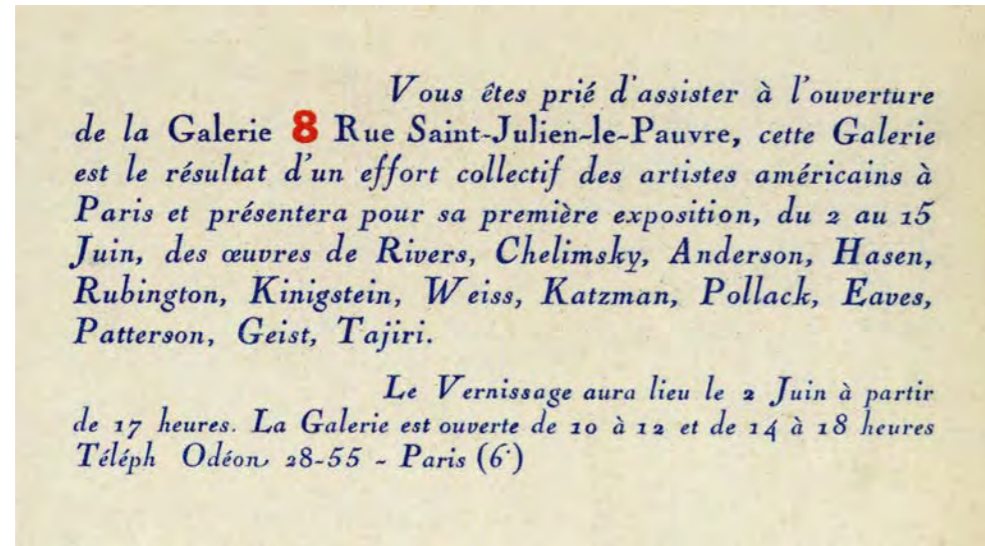 Vous êtes prié d'assister à l'ouverture
de la Galerie 8 Rue Saint-Julien-le-Pauvre, cette Galerie
est le résultat d'un effort collectif des artistes américains à
Paris et présentera pour sa première exposition, du 2 au 15
Juin, des œuvres de Rivers, Chelimsky, Anderson, Hasen,
Rubington, Kinigstein, Weiss, Katzman, Pollack, Eaves,
Patterson, Geist, Tajiri.
Le Vernissage aura lieu le 2 Juin à partir
de 17 heures. La Galerie est ouverte de 10 à 12 et de 14 à 18 heures
Téléph Odéon 28-55 - Paris (6ᵉ)